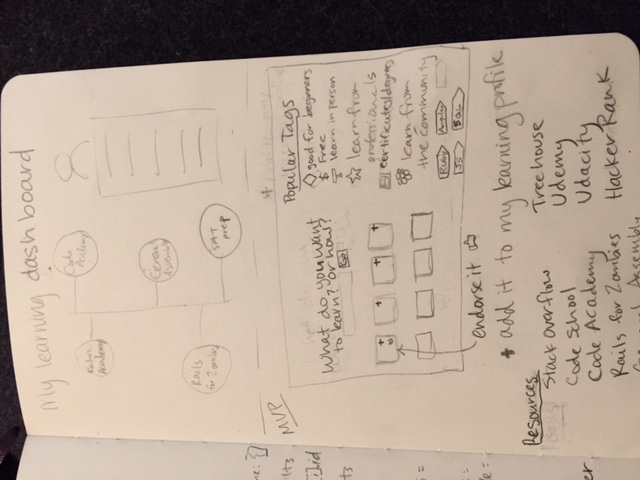 My learning dashboard
Kahn
Academy
Code
Academy
General
Assembly
Rails
for Zombies
SAT
prep
MVP
What do you want
to learn? or how?
Go
+
+
+
+
Popular Tags
good for beginners
$ Free
learn in person
learn from
professionals
certificates/degrees
learn from
the community
Ruby
Angular
JS
SQL
endorse it
+ add it to my learning profile
Resources
Stack Overflow
Code School
Code Academy
Rails for Zombies
General Assembly
Treehouse
Udemy
Udacity
Hacker Rank